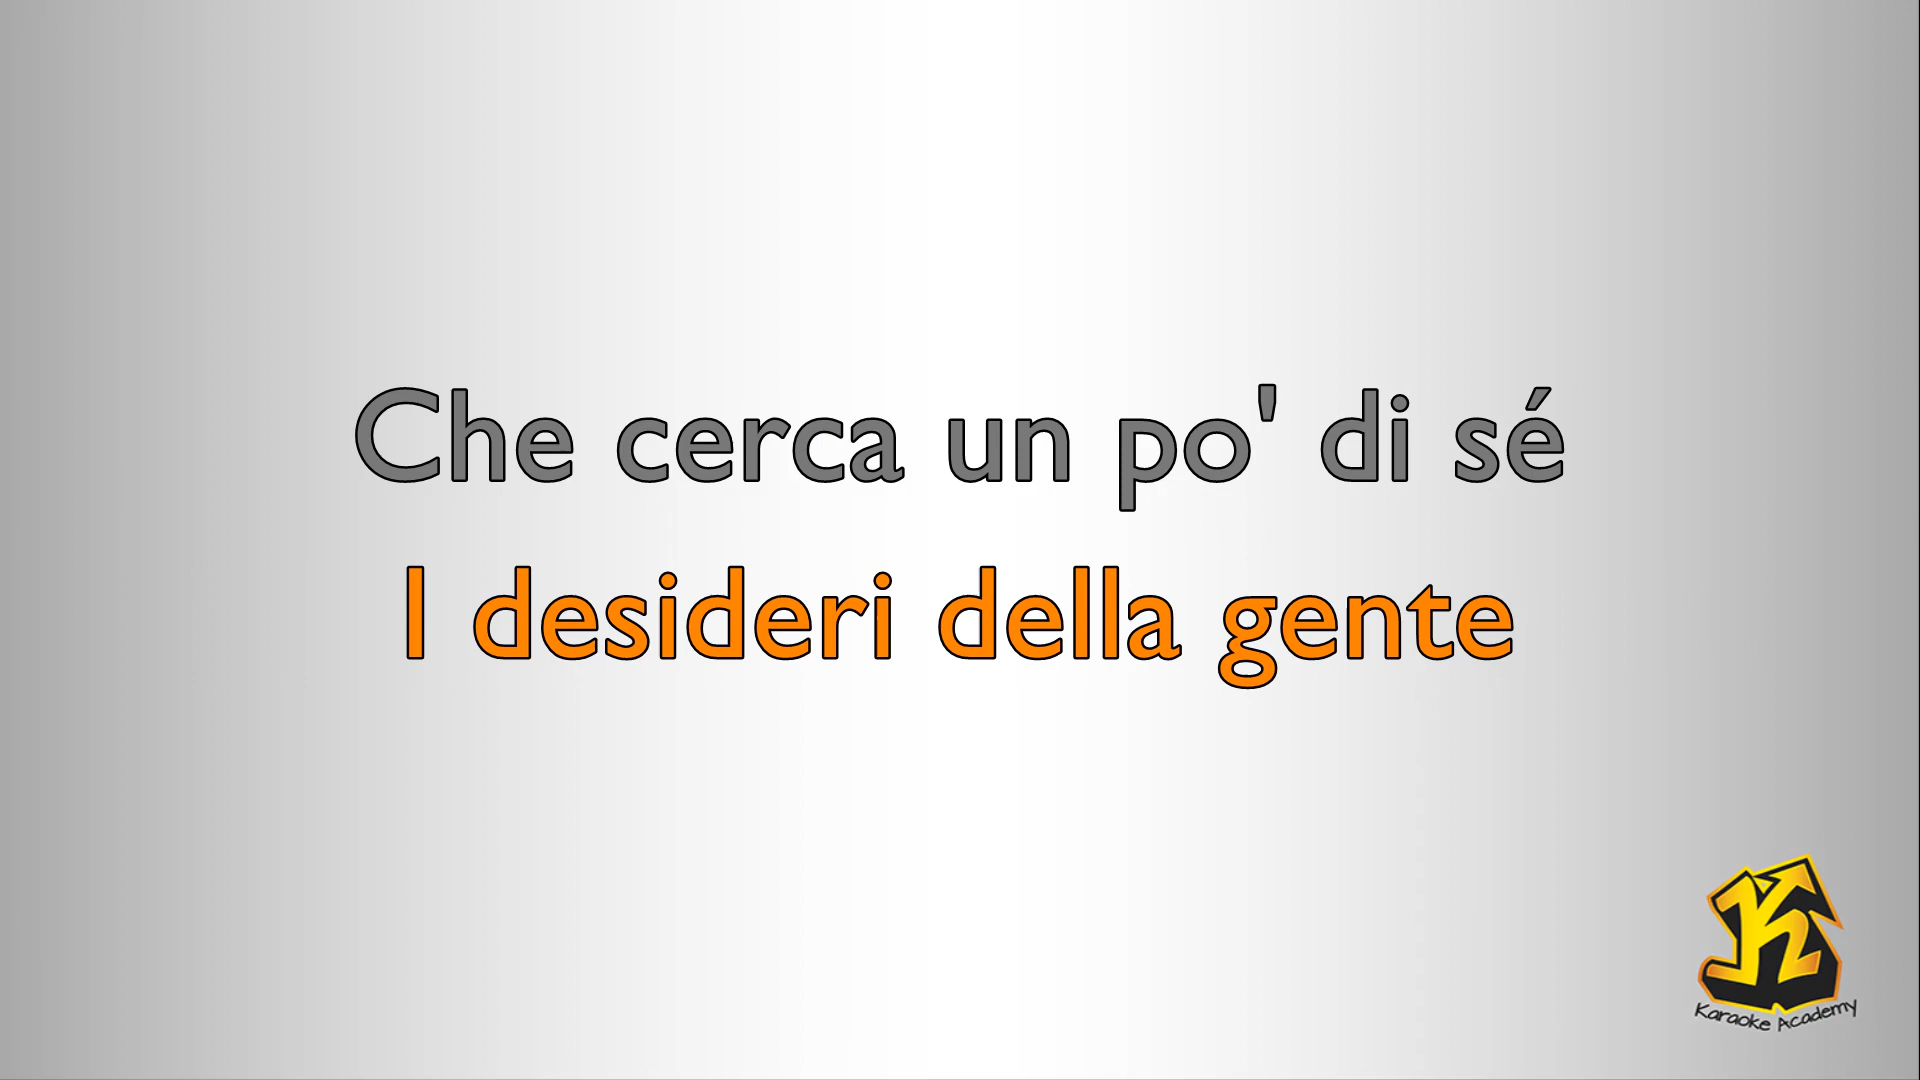 Che cerca un po' di sé
I desideri della gente
K
Karaoke Academy